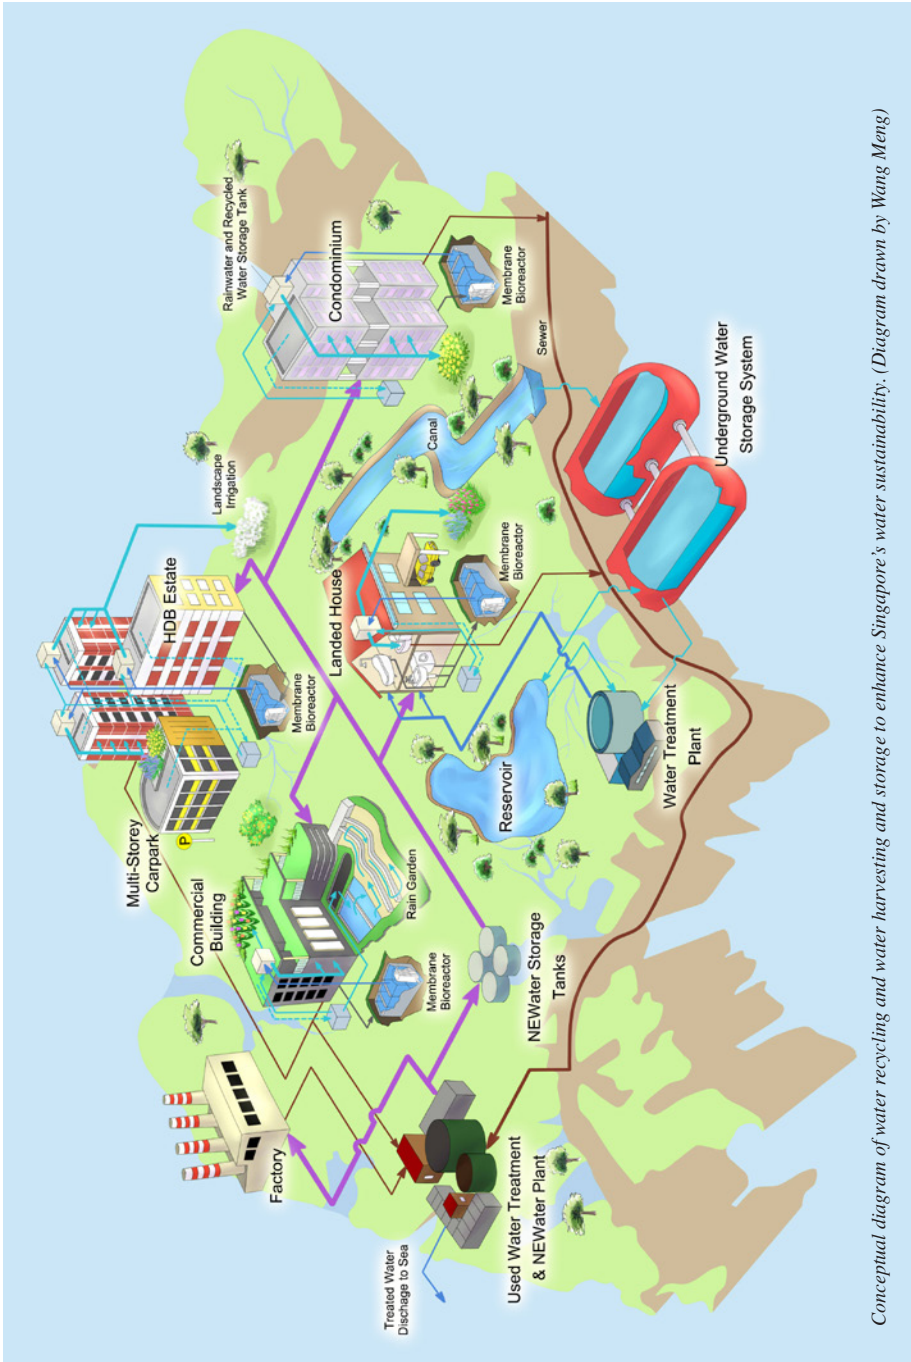 Rainwater and Recycled
Water Storage Tank
Condominium
Membrane
Bioreactor
Landscape
Irrigation
HDB Estate
Canal
Sewer
Underground Water
Storage System
Landed House
Membrane
Bioreactor
Membrane
Bioreactor
Multi-Storey
Carpark
P
Reservoir
Water Treatment
Plant
Commercial
Building
Rain Garden
Membrane
Bioreactor
NEWater Storage
Tanks
Factory
Used Water Treatment
& NEWater Plant
Treated Water
Dischage to Sea
Conceptual diagram of water recycling and water harvesting and storage to enhance Singapore's water sustainability. (Diagram drawn by Wang Meng)